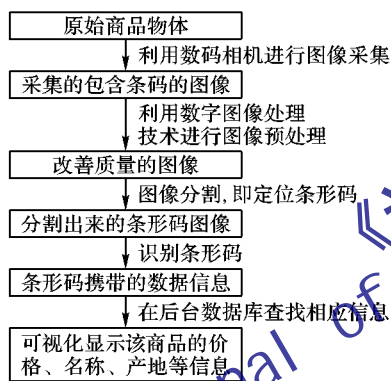 原始商品物体
利用数码相机进行图像采集
采集的包含条码的图像
利用数字图像处理
技术进行图像预处理
改善质量的图像
图像分割,即定位条形码
分割出来的条形码图像
识别条形码
条形码携带的数据信息
在后台数据库查找相应信息
可视化显示该商品的价
格、名称、产地等信息
of